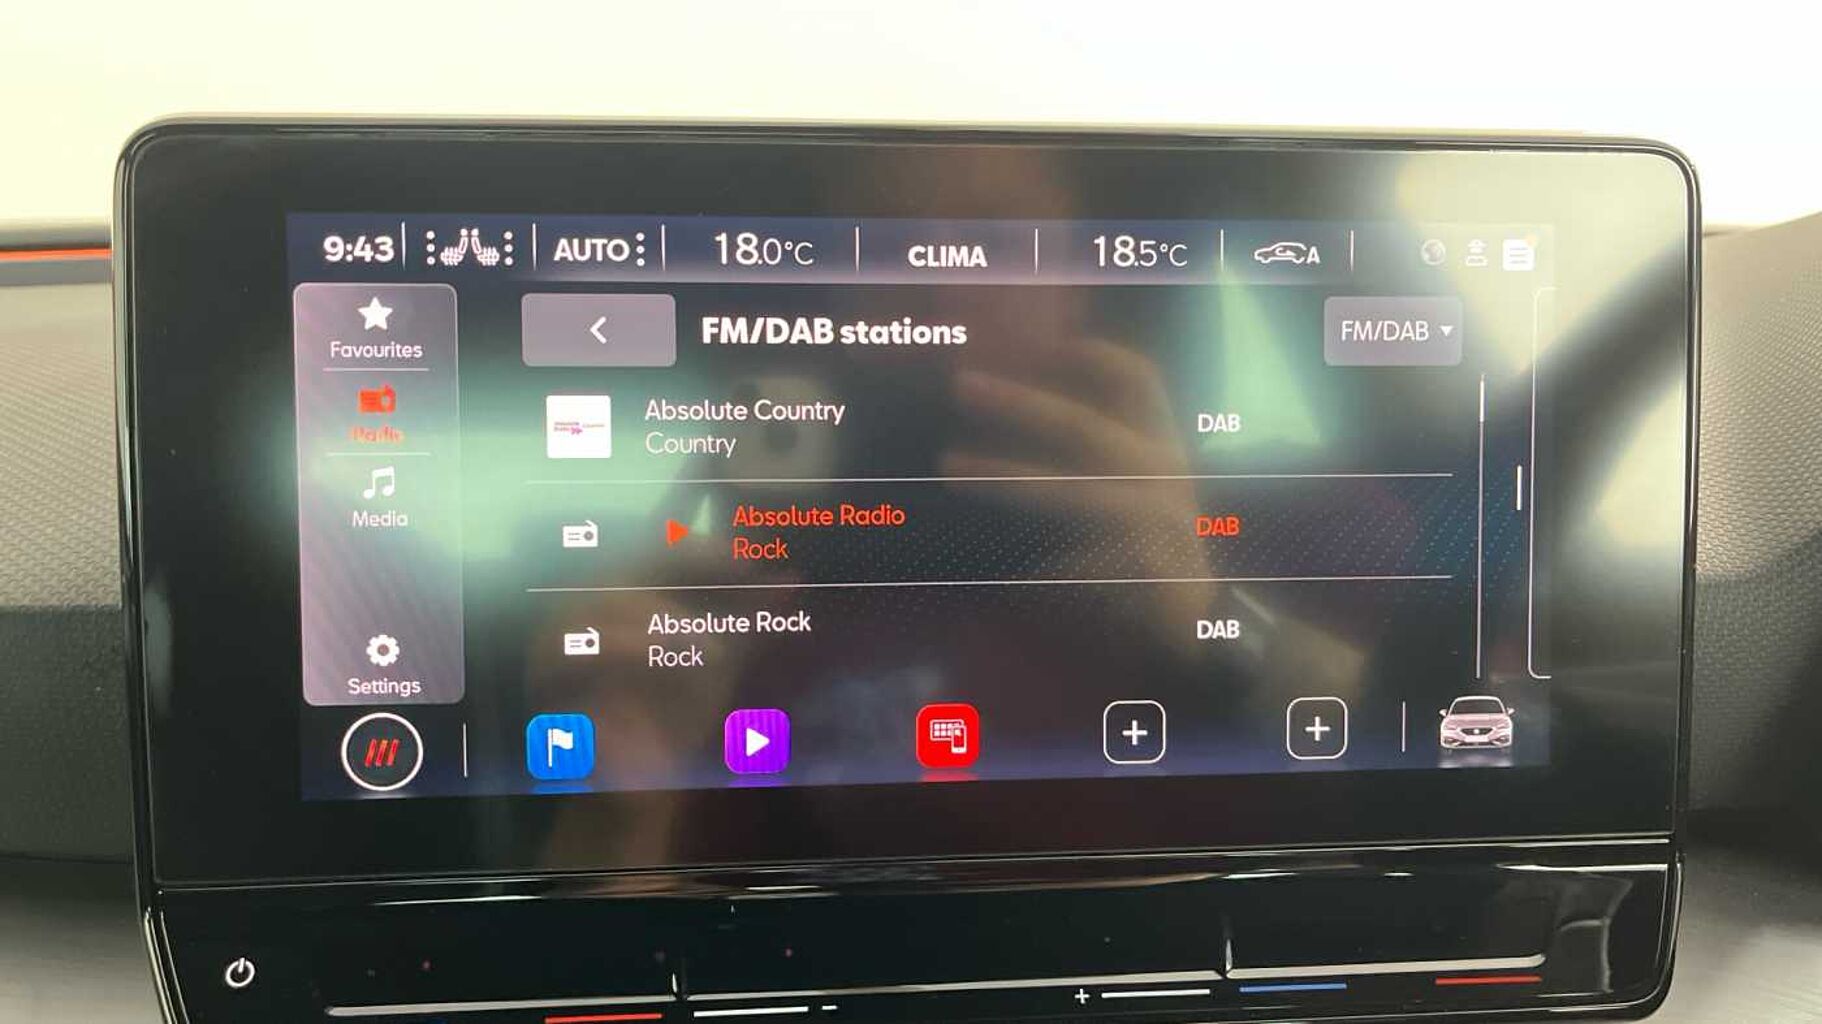 9:43 AUTO 18.0°C CLIMA 18.5°C A
Favourites
FM/DAB stations
FM/DAB
Radio
Absolute Country DAB
Country
Media
Absolute Radio DAB
Rock
Absolute Rock DAB
Rock
Settings
+ +
+ -